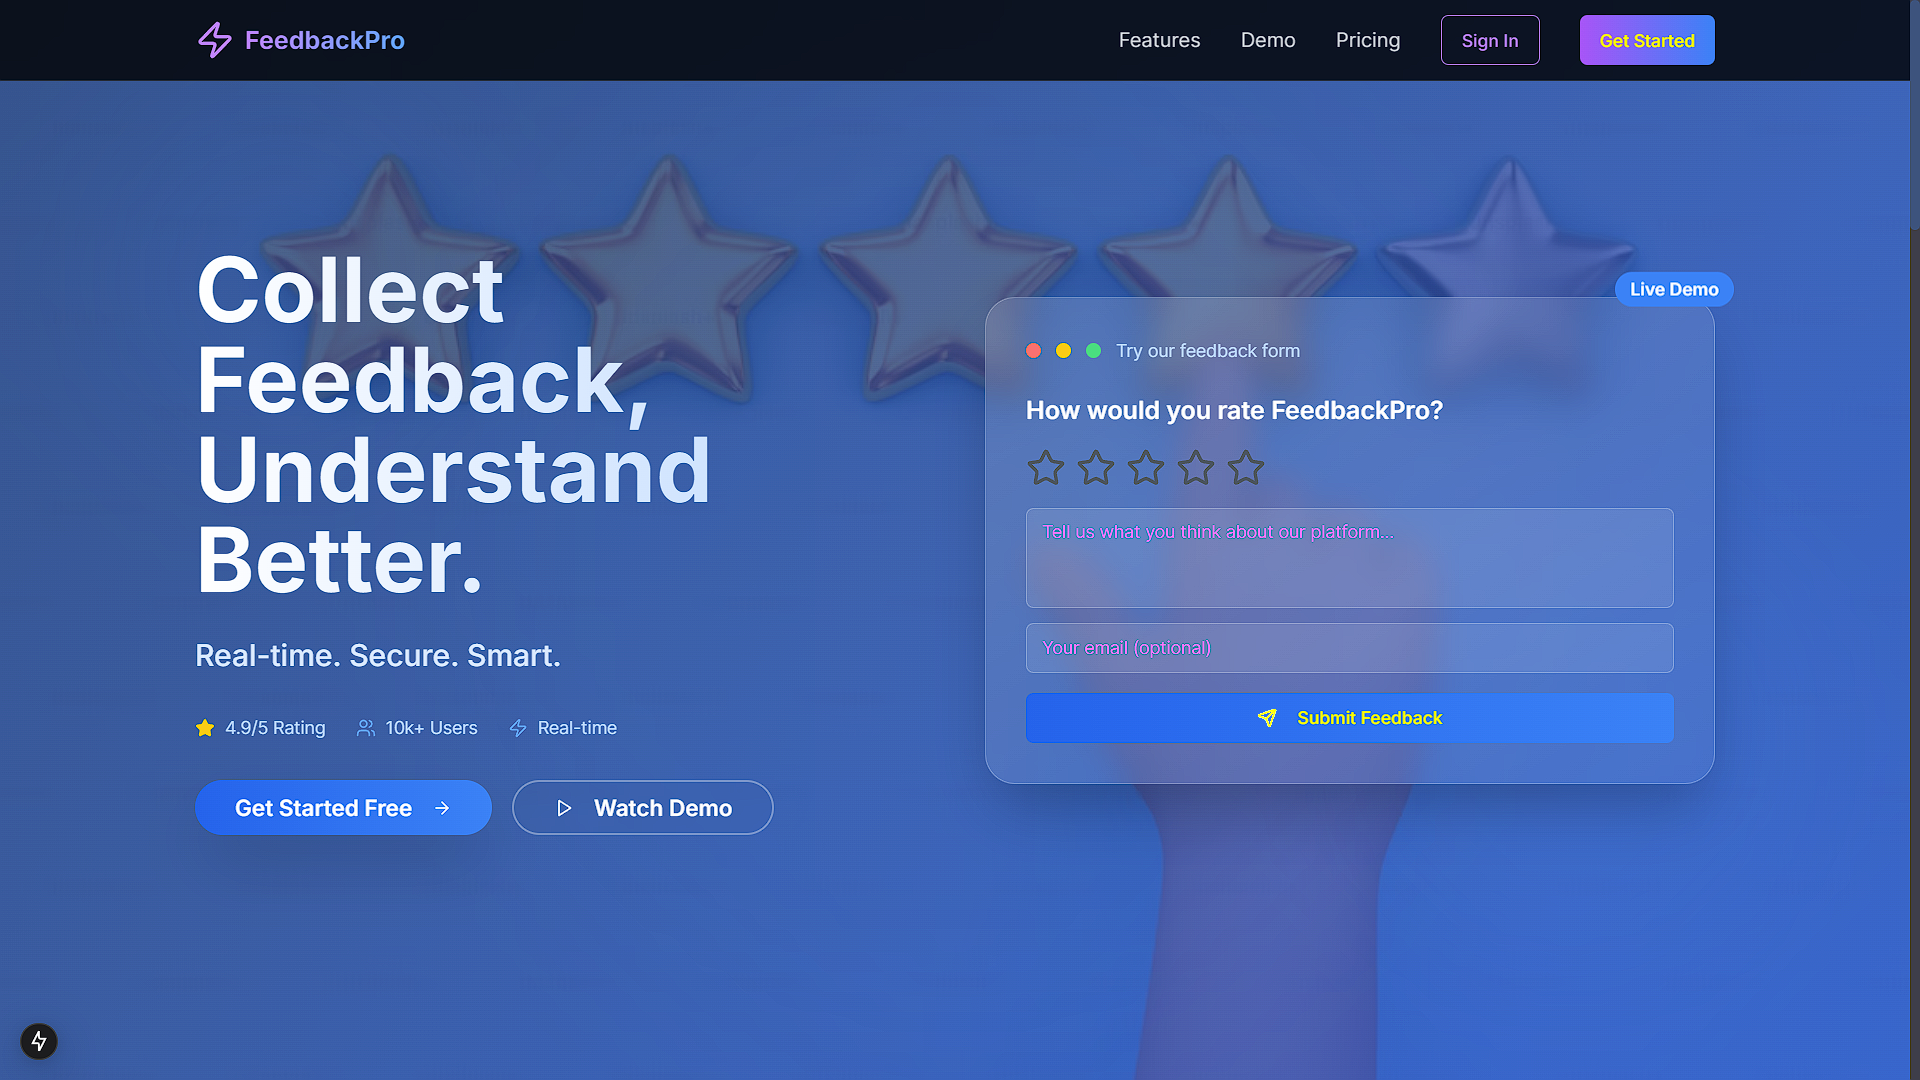 FeedbackPro
Features
Demo
Pricing
Sign In
Get Started
Collect
Feedback,
Understand
Better.
Real-time. Secure. Smart.
4.9/5 Rating
10k+ Users
Real-time
Get Started Free
Watch Demo
Live Demo
Try our feedback form
How would you rate FeedbackPro?
Tell us what you think about our platform...
Your email (optional)
Submit Feedback